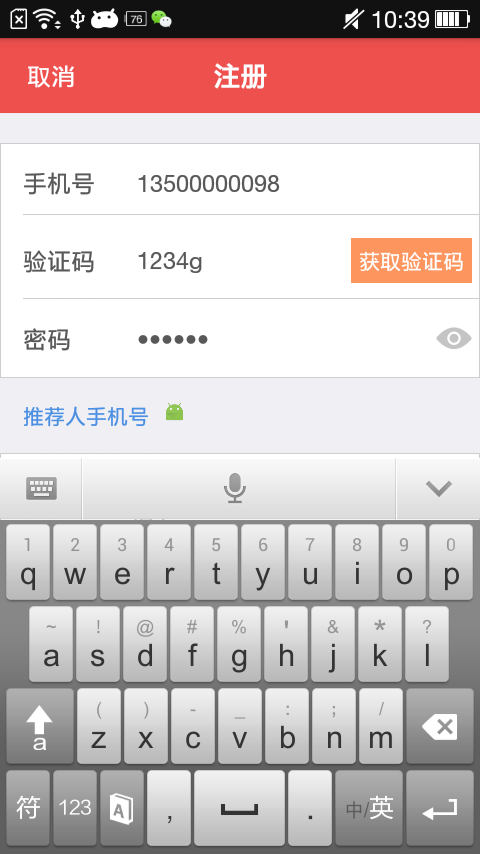 76 10:39
取消 注册
手机号 13500000098
验证码 1234g 获取验证码
密码 ••••••
推荐人手机号
1 2 3 4 5 6 7 8 9 0
q w e r t y u i o p
~ ! @ # % ' & * ?
a s d f g h j k l
( ) - _ : ; /
a z x c v b n m
符 123 A , . 中/英